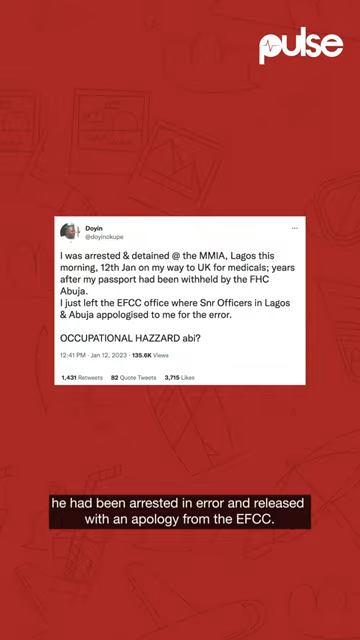 pulse
Doyin
@doyinokupe
I was arrested & detained @ the MMIA, Lagos this
morning, 12th Jan on my way to UK for medicals; years
after my passport had been withheld by the FHC
Abuja.
I just left the EFCC office where Snr Officers in Lagos
& Abuja appologised to me for the error.
OCCUPATIONAL HAZZARD abi?
12:41 PM · Jan 12, 2023 · 135.6K Views
1,431 Retweets 82 Quote Tweets 3,715 Likes
he had been arrested in error and released
with an apology from the EFCC.